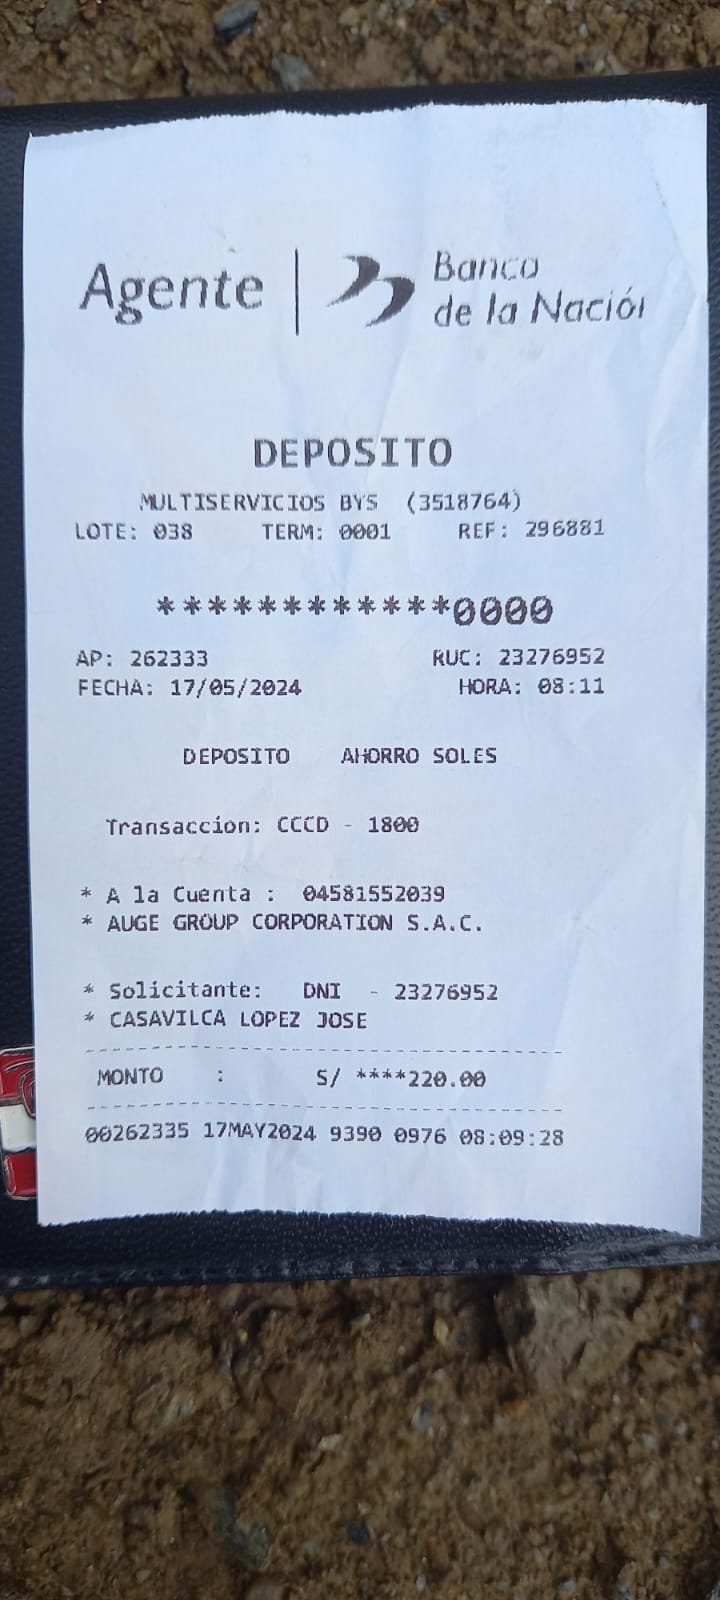 Agente | Banco
de la Nación
DEPOSITO
MULTISERVICIOS BYS (3518764)
LOTE: 038 TERM: 0001 REF: 296881
************0000
AP: 262333 RUC: 23276952
FECHA: 17/05/2024 HORA: 08:11
DEPOSITO AHORRO SOLES
Transaccion: CCCD - 1800
* A la Cuenta : 04581552039
* AUGE GROUP CORPORATION S.A.C.
* Solicitante: DNI - 23276952
* CASAVILCA LOPEZ JOSE
MONTO : S/ ****220.00
00262335 17MAY2024 9390 0976 08:09:28